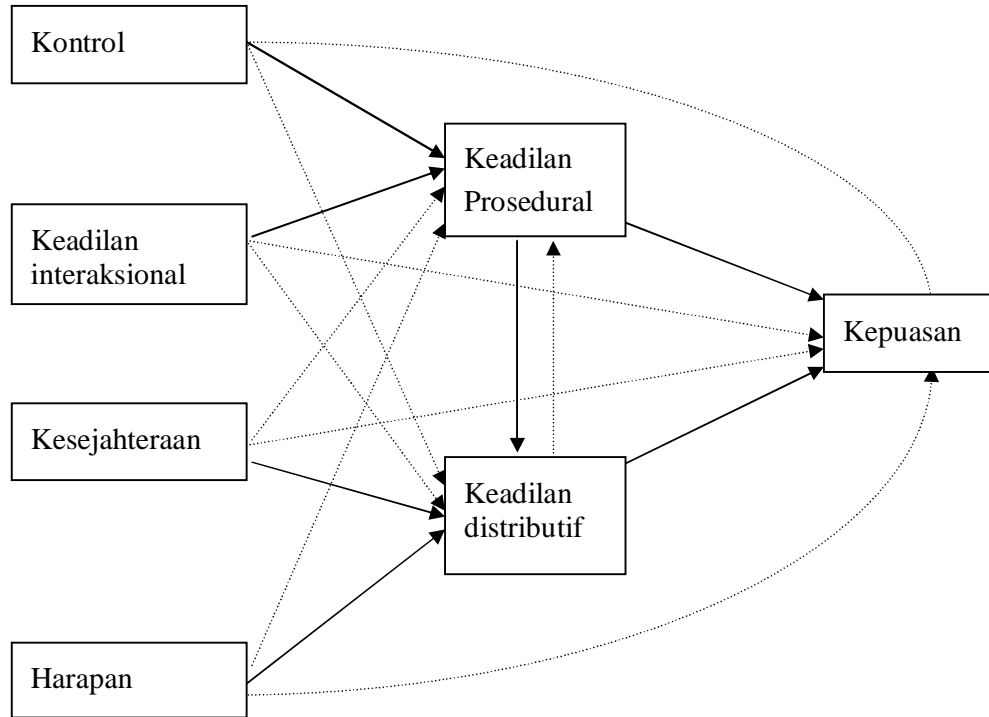 Kontrol
Keadilan
Prosedural
Keadilan
interaksional
Kepuasan
Kesejahteraan
Keadilan
distributif
Harapan